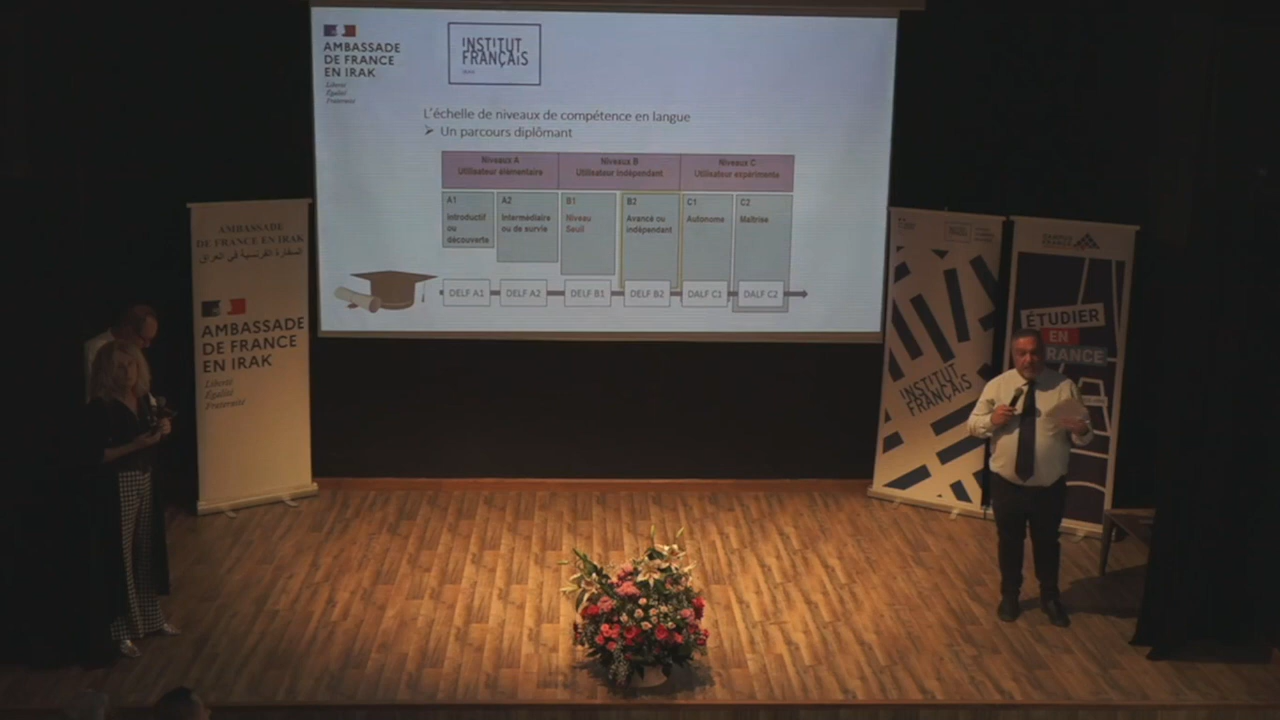 AMBASSADE
DE FRANCE
EN IRAK
Liberté
Égalité
Fraternité
INSTITUT
FRANÇAIS
L'échelle de niveaux de compétence en langue
Un parcours diplômant
Niveaux A
Utilisateur élémentaire
Niveaux B
Utilisateur indépendant
Niveaux C
Utilisateur expérimenté
A1
Introductif
ou
découverte
A2
Intermédiaire
ou de survie
B1
Niveau
Seuil
B2
Avancé ou
indépendant
C1
Autonome
C2
Maîtrise
DELF A1
DELF A2
DELF B1
DELF B2
DALF C1
DALF C2
AMBASSADE
DE FRANCE EN IRAK
السفارة الفرنسية في العراق
AMBASSADE
DE FRANCE
EN IRAK
Liberté
Égalité
Fraternité
INSTITUT
FRANÇAIS
CAMPUS
FRANCE
ÉTUDIER
EN
RANCE